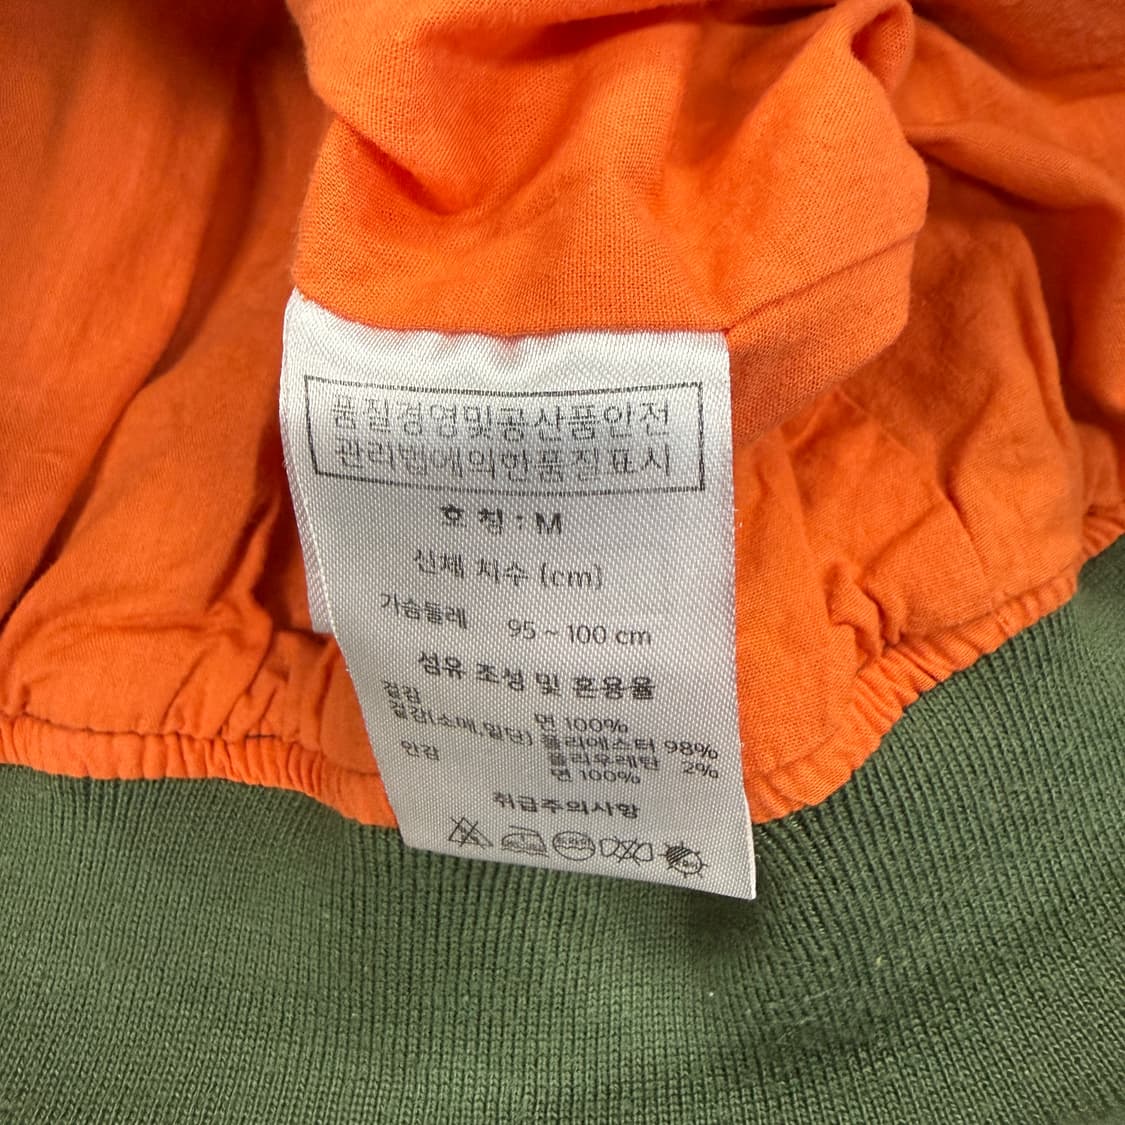 품질경영및공산품안전
관리법에의한품질표시
호 칭 : M
신체 치수 (cm)
가슴둘레 95 ~ 100 cm
섬유 조성 및 혼용율
겉감 면 100%
겉감(소매,밑단) 폴리에스터 98%
폴리우레탄 2%
안감 면 100%
취급주의사항